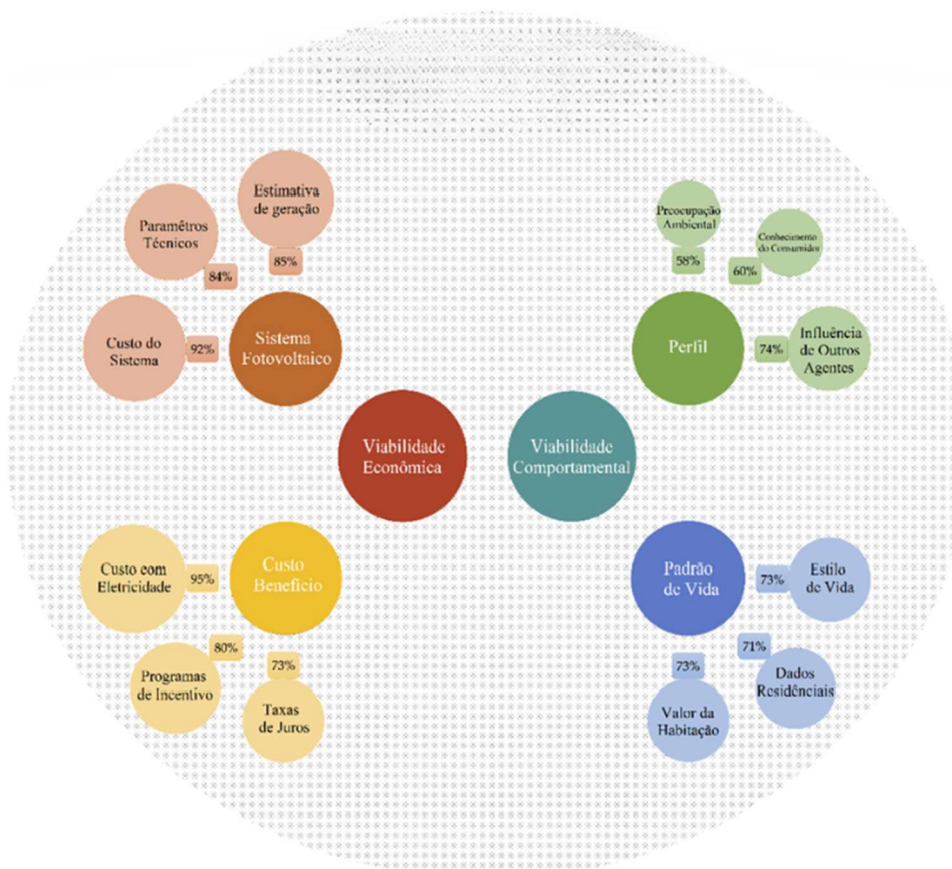 Estimativa
de geração
85%
Paramêtros
Técnicos
84%
Custo do
Sistema
92%
Sistema
Fotovoltaico
Preocupação
Ambiental
58%
Conhecimento
do Consumidor
60%
Perfil
74%
Influência
de Outros
Agentes
Viabilidade
Econômica
Viabilidade
Comportamental
Custo com
Eletricidade
95%
Custo
Benefício
80%
Programas
de Incentivo
73%
Taxas
de Juros
Padrão
de Vida
73%
Estilo
de Vida
71%
Dados
Residênciais
73%
Valor da
Habitação